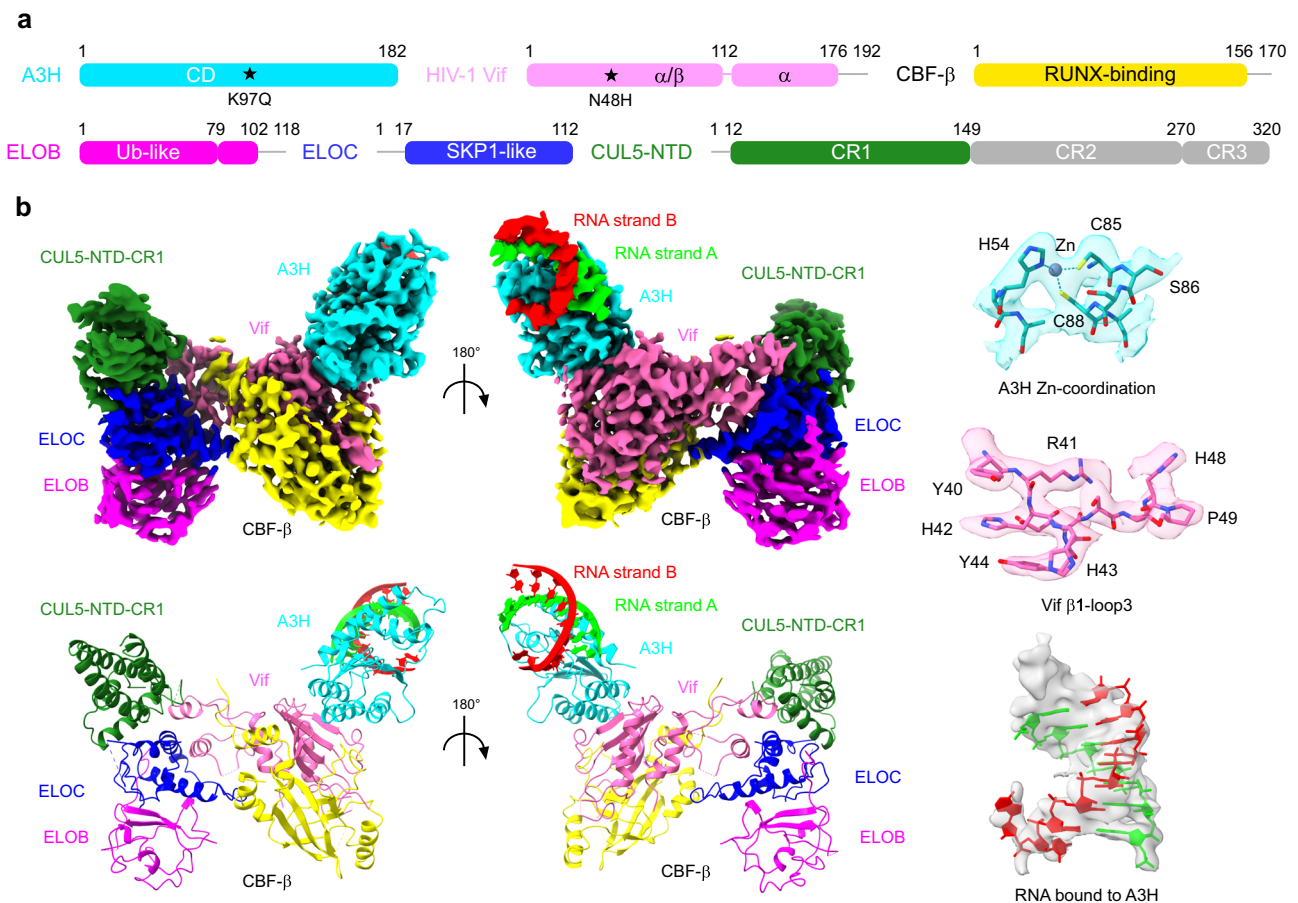 a
1 182 1 112 176 192 1 156 170
A3H CD ★ HIV-1 Vif ★ α/β α CBF-β RUNX-binding
K97Q N48H
1 79 102 118 1 17 112 1 12 149 270 320
ELOB Ub-like ELOC SKP1-like CUL5-NTD CR1 CR2 CR3
b
CUL5-NTD-CR1
A3H
Vif
ELOC
ELOB
CBF-β
180°
RNA strand B
RNA strand A
CUL5-NTD-CR1
A3H
Vif
ELOC
ELOB
CBF-β
C85
H54 Zn
S86
C88
A3H Zn-coordination
R41
H48
Y40
H42 P49
Y44 H43
Vif β1-loop3
CUL5-NTD-CR1
A3H
Vif
ELOC
ELOB
CBF-β
180°
RNA strand B
RNA strand A
CUL5-NTD-CR1
A3H
Vif
ELOC
ELOB
CBF-β
RNA bound to A3H